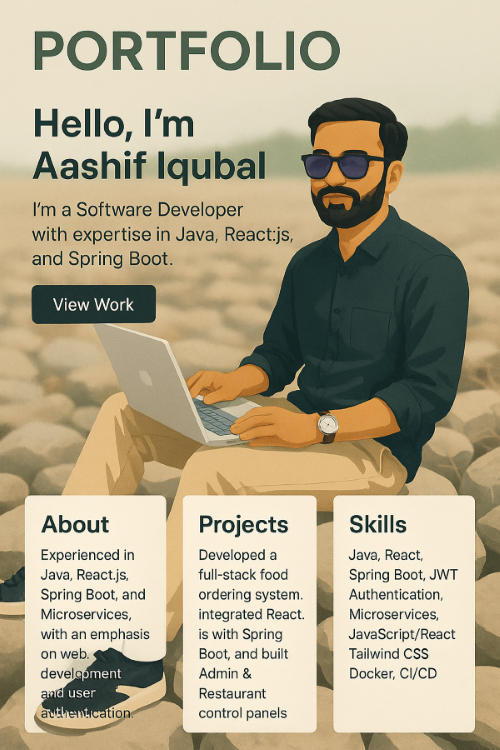 PORTFOLIO
Hello, I'm
Aashif Iqubal
I'm a Software Developer
with expertise in Java, React:js,
and Spring Boot.
View Work
About
Experienced in
Java, React.js,
Spring Boot, and
Microservices,
with an emphasis
on web.
development
and user
authentication.
Projects
Developed a
full-stack food
ordering system.
integrated React.
is with Spring
Boot, and built
Admin &
Restaurant
control panels
Skills
Java, React,
Spring Boot, JWT
Authentication,
Microservices,
JavaScript/React
Tailwind CSS
Docker, CI/CD